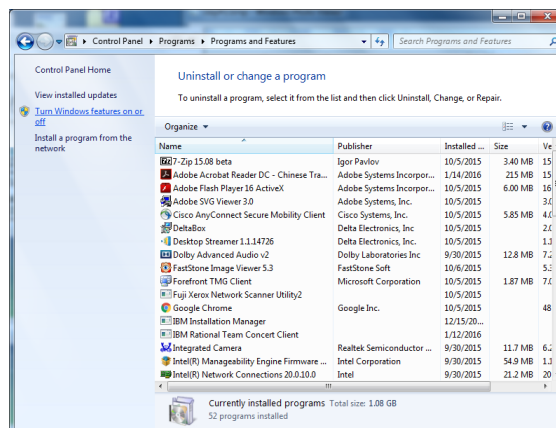 Control Panel ▸ Programs ▸ Programs and Features
Search Programs and Features
Control Panel Home
View installed updates
Turn Windows features on or
off
Install a program from the
network
Uninstall or change a program
To uninstall a program, select it from the list and then click Uninstall, Change, or Repair.
Organize
Name Publisher Installed ... Size Ve
7-Zip 15.08 beta Igor Pavlov 10/5/2015 3.40 MB 15
Adobe Acrobat Reader DC - Chinese Tra... Adobe Systems Incorpor... 1/14/2016 215 MB 15
Adobe Flash Player 16 ActiveX Adobe Systems Incorpor... 10/5/2015 6.00 MB 16
Adobe SVG Viewer 3.0 Adobe Systems, Inc. 10/5/2015 3.0
Cisco AnyConnect Secure Mobility Client Cisco Systems, Inc. 10/5/2015 5.85 MB 4.0
DeltaBox Delta Electronics, Inc 10/5/2015 2.0
Desktop Streamer 1.1.14726 Delta Electronics, Inc. 10/5/2015 1.1
Dolby Advanced Audio v2 Dolby Laboratories Inc 9/30/2015 12.8 MB 7.2
FastStone Image Viewer 5.3 FastStone Soft 10/6/2015 5.3
Forefront TMG Client Microsoft Corporation 10/5/2015 1.87 MB 7.0
Fuji Xerox Network Scanner Utility2 10/5/2015
Google Chrome Google Inc. 10/5/2015 48
IBM Installation Manager 12/15/20...
IBM Rational Team Concert Client 1/12/2016
Integrated Camera Realtek Semiconductor ... 9/30/2015 11.7 MB 6.2
Intel(R) Manageability Engine Firmware ... Intel Corporation 9/30/2015 54.9 MB 1.1
Intel(R) Network Connections 20.0.10.0 Intel 9/30/2015 21.2 MB 20
Currently installed programs Total size: 1.08 GB
52 programs installed